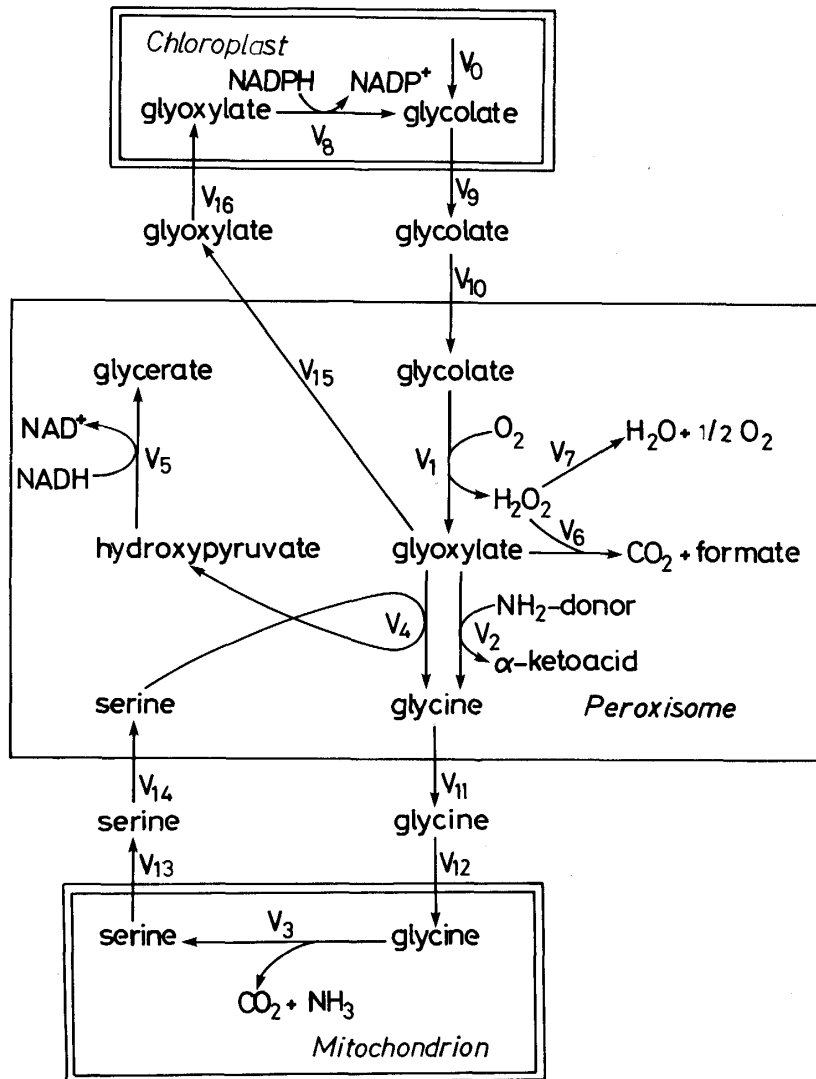 Chloroplast
V0
NADPH NADP+
glyoxylate glycolate
V8
V16 V9
glyoxylate glycolate
V10
glycerate V15 glycolate
NAD+ O2 H2O + 1/2 O2
V5 V1 V7
NADH H2O2
V6
hydroxypyruvate glyoxylate CO2 + formate
NH2-donor
V4 V2
α-ketoacid
serine glycine Peroxisome
V14 V11
serine glycine
V13 V12
V3
serine glycine
CO2 + NH3
Mitochondrion